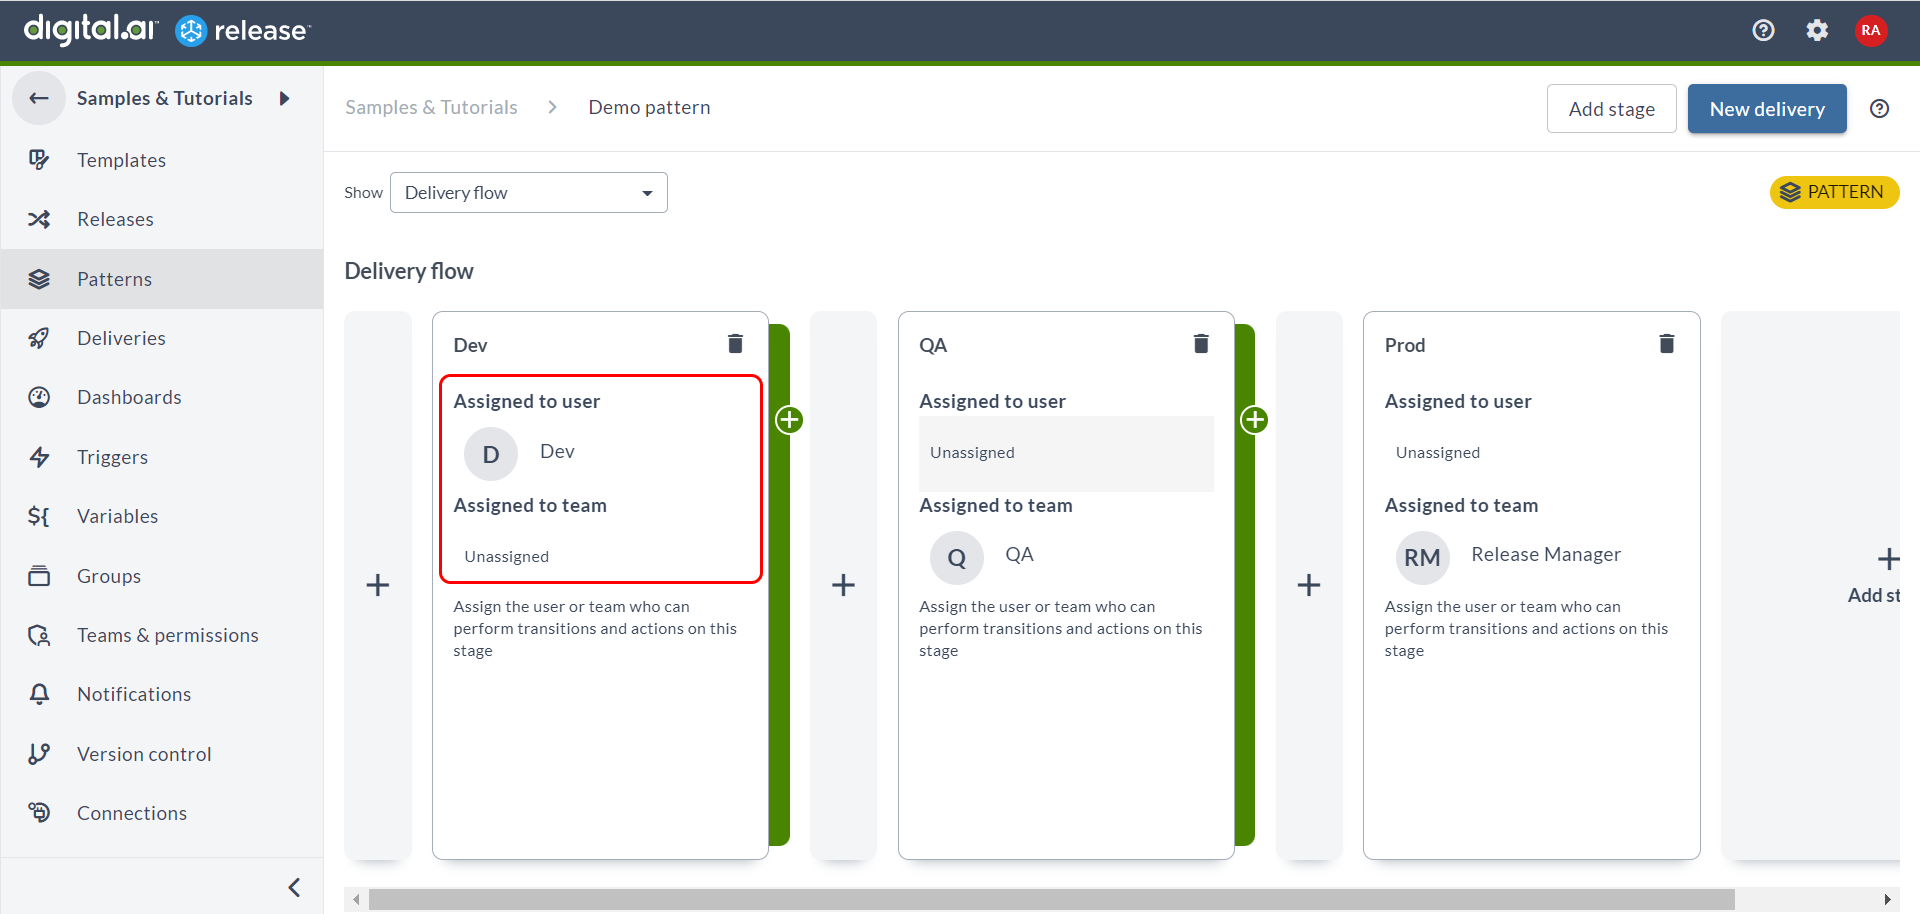 digital.ai™ release™
RA
Samples & Tutorials
Templates
Releases
Patterns
Deliveries
Dashboards
Triggers
Variables
Groups
Teams & permissions
Notifications
Version control
Connections
Samples & Tutorials > Demo pattern
Add stage
New delivery
Show
Delivery flow
PATTERN
Delivery flow
Dev
Assigned to user
D Dev
Assigned to team
Unassigned
Assign the user or team who can
perform transitions and actions on this
stage
QA
Assigned to user
Unassigned
Assigned to team
Q QA
Assign the user or team who can
perform transitions and actions on this
stage
Prod
Assigned to user
Unassigned
Assigned to team
RM Release Manager
Assign the user or team who can
perform transitions and actions on this
stage
Add st